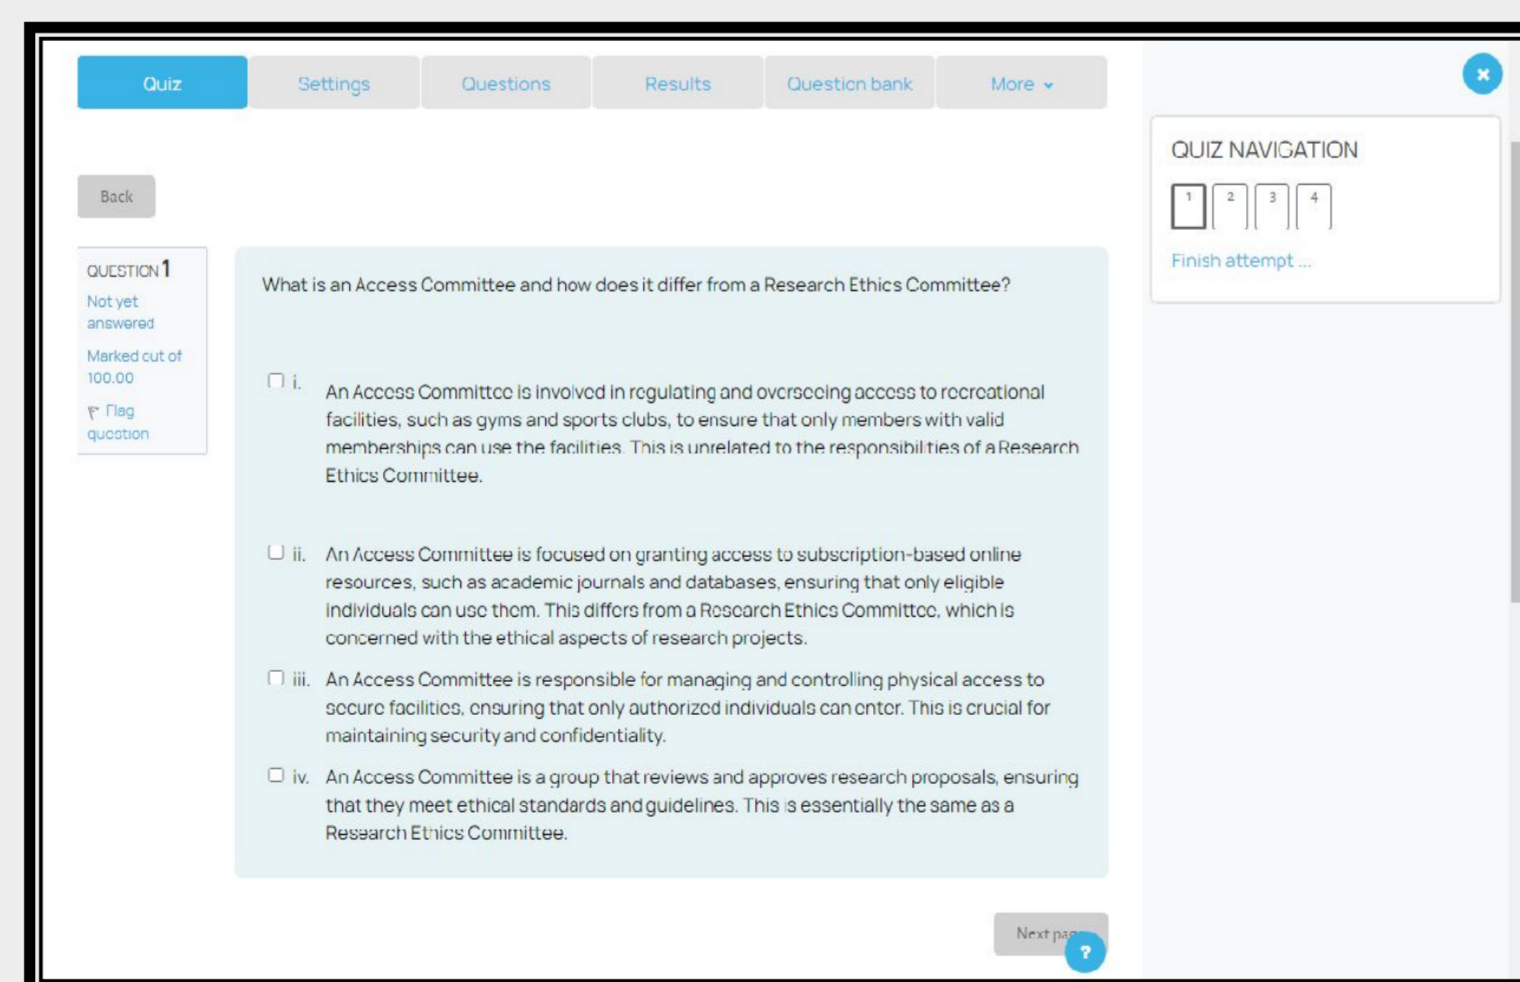 Quiz
Settings
Questions
Results
Question bank
More
Back
QUESTION 1
Not yet
answered
Marked out of
100.00
Flag
question
What is an Access Committee and how does it differ from a Research Ethics Committee?
i. An Access Committee is involved in regulating and overseeing access to recreational
facilities, such as gyms and sports clubs, to ensure that only members with valid
memberships can use the facilities. This is unrelated to the responsibilities of a Research
Ethics Committee.
ii. An Access Committee is focused on granting access to subscription-based online
resources, such as academic journals and databases, ensuring that only eligible
individuals can use them. This differs from a Research Ethics Committee, which is
concerned with the ethical aspects of research projects.
iii. An Access Committee is responsible for managing and controlling physical access to
secure facilities, ensuring that only authorized individuals can enter. This is crucial for
maintaining security and confidentiality.
iv. An Access Committee is a group that reviews and approves research proposals, ensuring
that they meet ethical standards and guidelines. This is essentially the same as a
Research Ethics Committee.
Next page
?
QUIZ NAVIGATION
1 2 3 4
Finish attempt ...